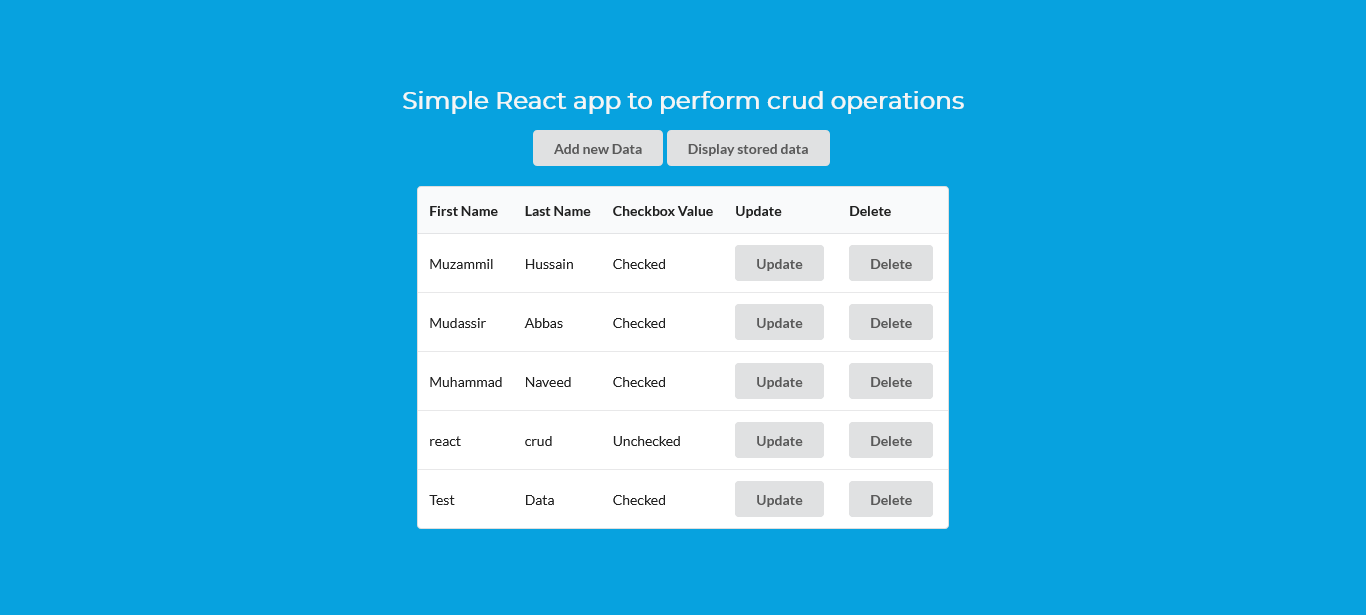 Simple React app to perform crud operations
Add new Data Display stored data
First Name Last Name Checkbox Value Update Delete
Muzammil Hussain Checked Update Delete
Mudassir Abbas Checked Update Delete
Muhammad Naveed Checked Update Delete
react crud Unchecked Update Delete
Test Data Checked Update Delete